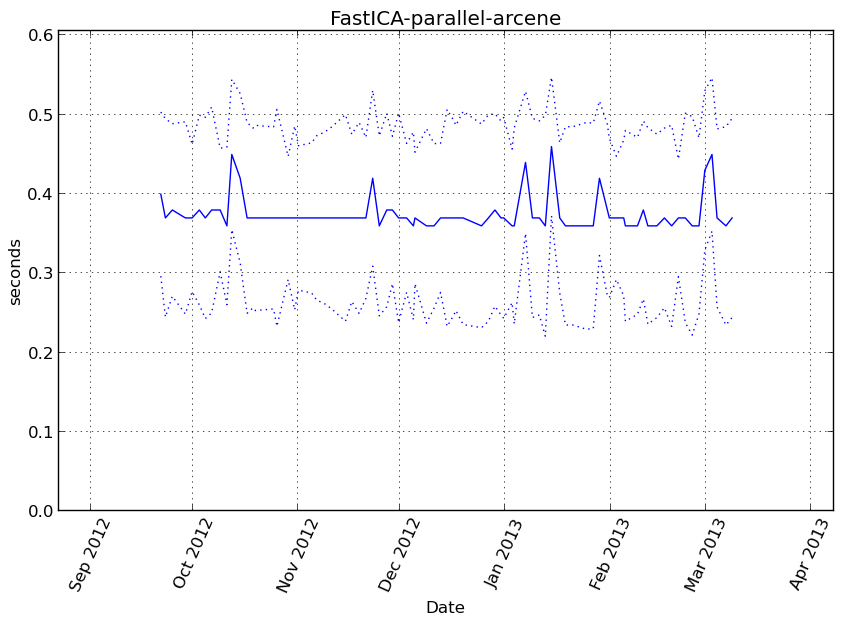 FastICA-parallel-arcene
0.6
0.5
0.4
0.3
0.2
0.1
0.0
seconds
Sep 2012
Oct 2012
Nov 2012
Dec 2012
Jan 2013
Feb 2013
Mar 2013
Apr 2013
Date